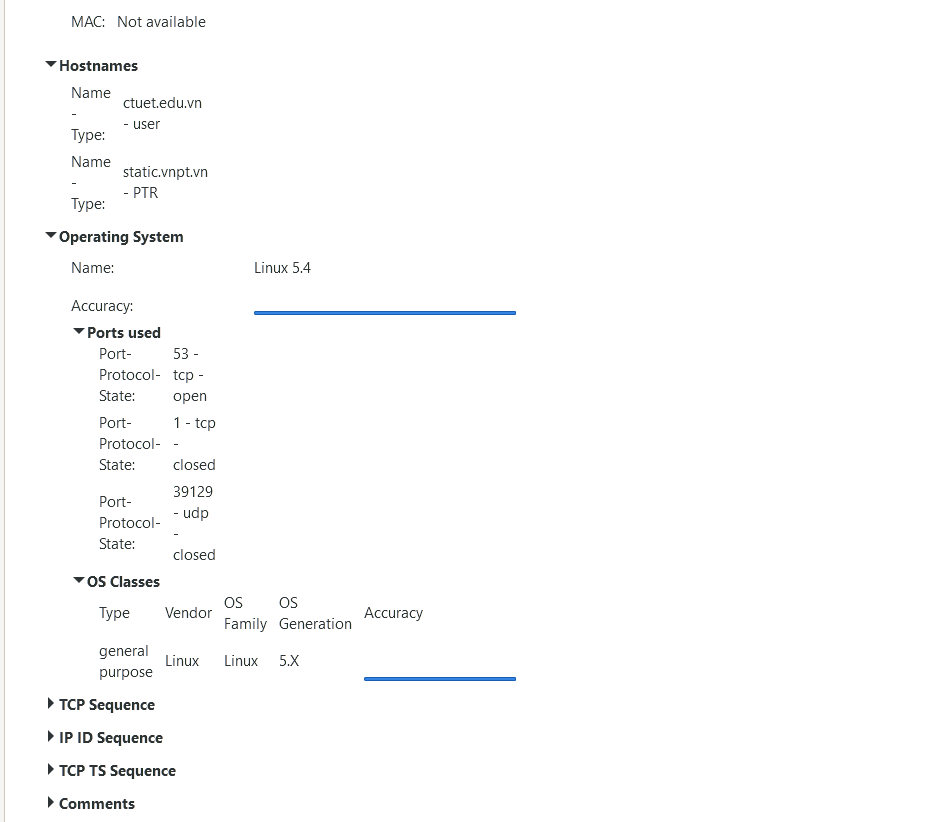 MAC: Not available
Hostnames
Name
-
Type:
ctuet.edu.vn
- user
Name
-
Type:
static.vnpt.vn
- PTR
Operating System
Name: Linux 5.4
Accuracy:
Ports used
Port-
Protocol-
State:
53 -
tcp -
open
Port-
Protocol-
State:
1 - tcp
-
closed
Port-
Protocol-
State:
39129
- udp
-
closed
OS Classes
Type Vendor OS Family OS Generation Accuracy
general purpose Linux Linux 5.X
TCP Sequence
IP ID Sequence
TCP TS Sequence
Comments